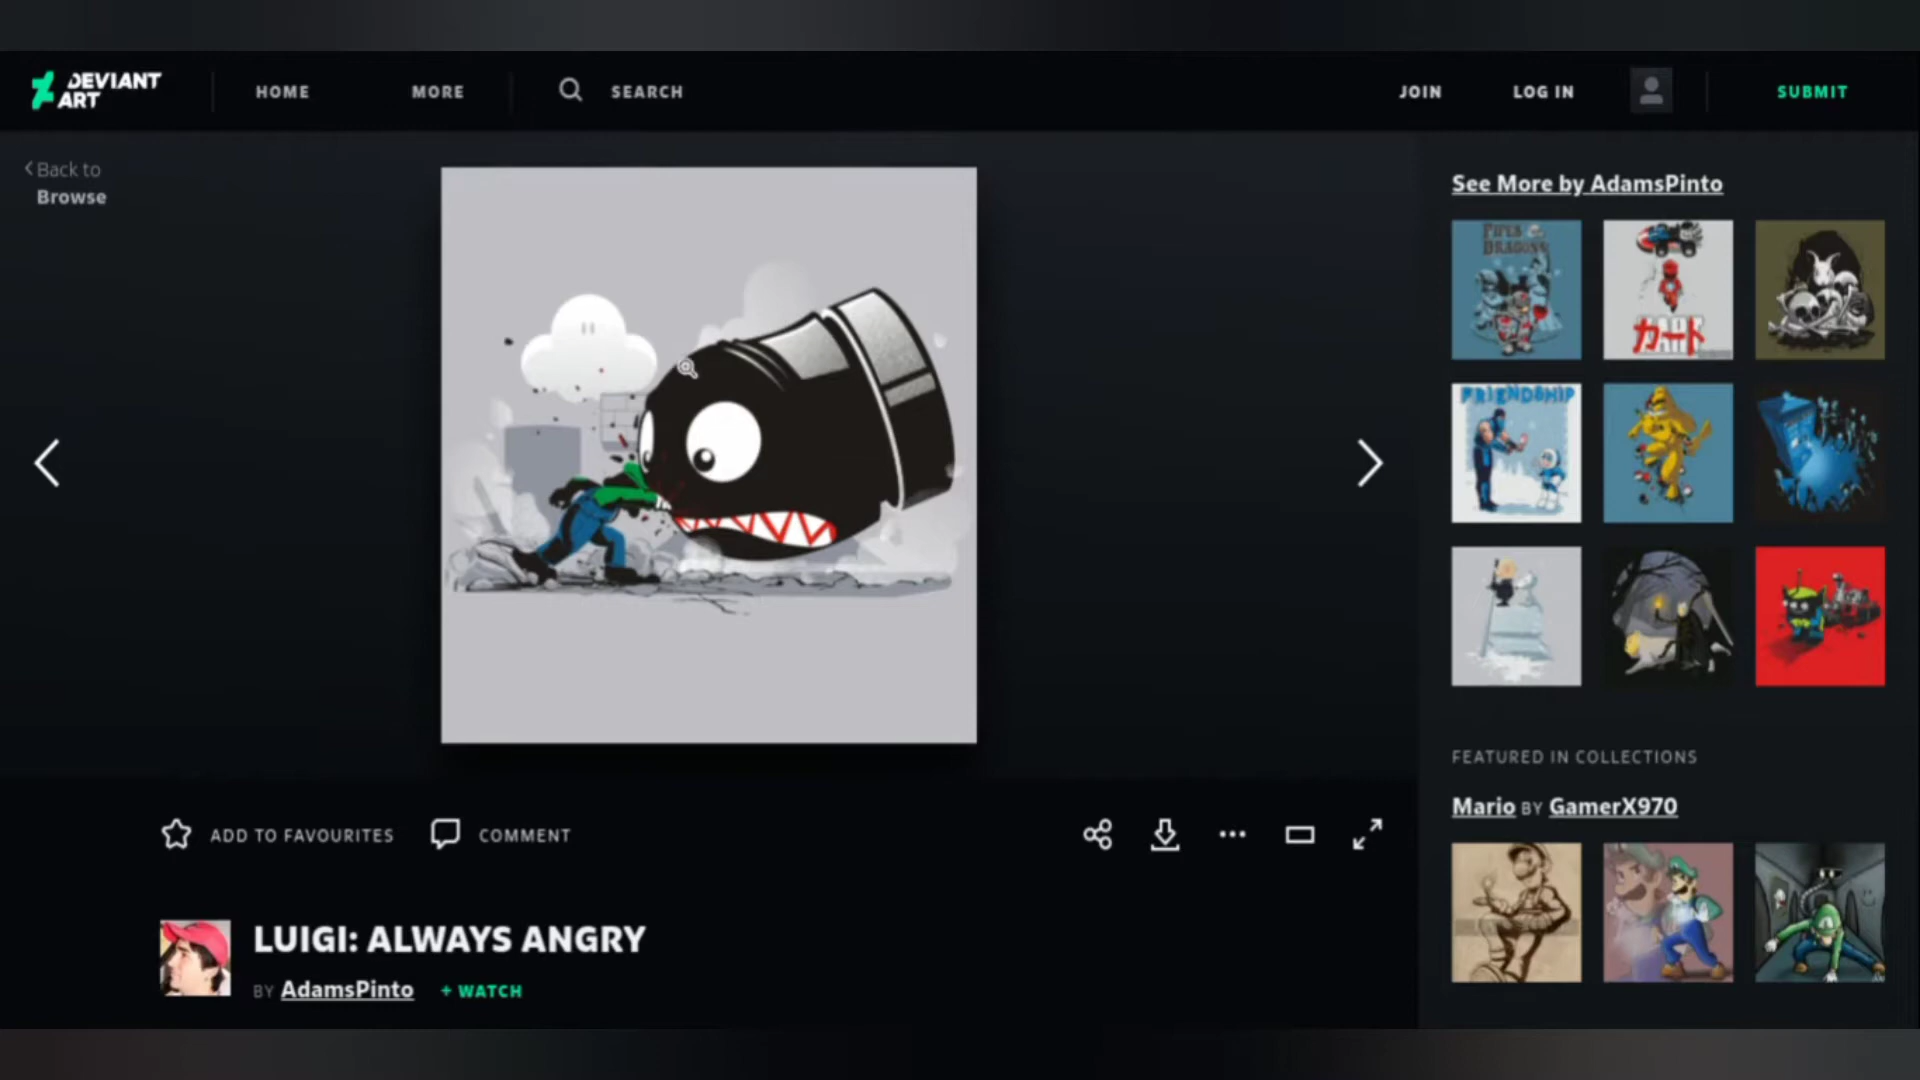 DEVIANT
ART
HOME
MORE
SEARCH
JOIN
LOG IN
SUBMIT
Back to
Browse
See More by AdamsPinto
DRAGONS
カート
FRIENDSHIP
FEATURED IN COLLECTIONS
Mario BY GamerX970
ADD TO FAVOURITES
COMMENT
LUIGI: ALWAYS ANGRY
BY AdamsPinto
+ WATCH